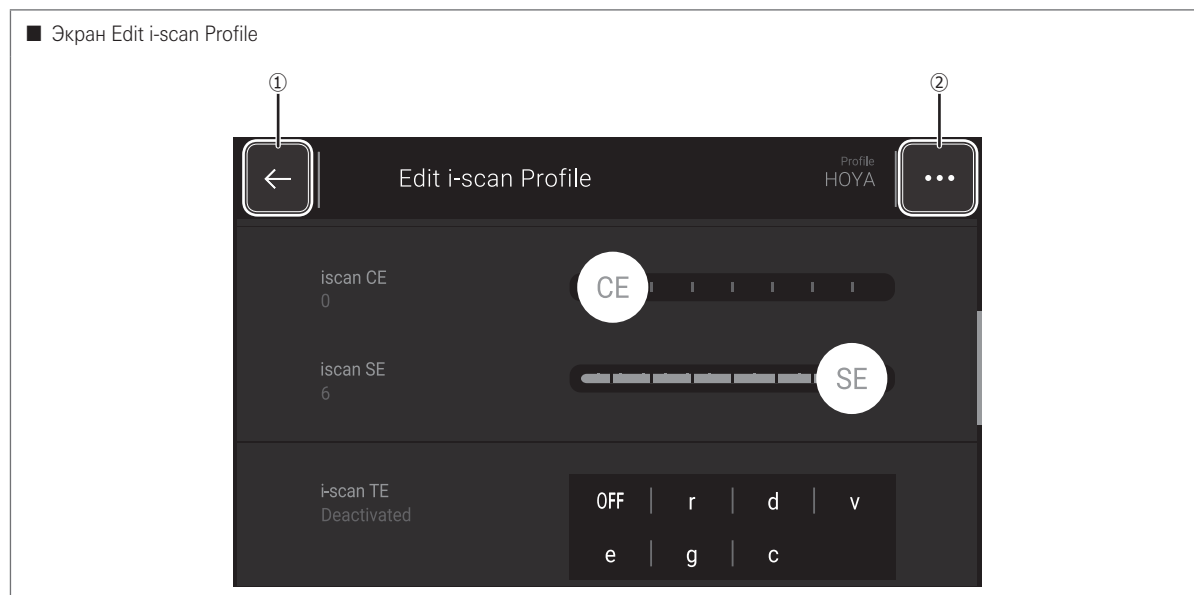 ■ Экран Edit i-scan Profile
① ②
← Edit i-scan Profile Profile
HOYA •••
iscan CE
0
CE
iscan SE
6
SE
i-scan TE
Deactivated
OFF | r | d | v
e | g | c